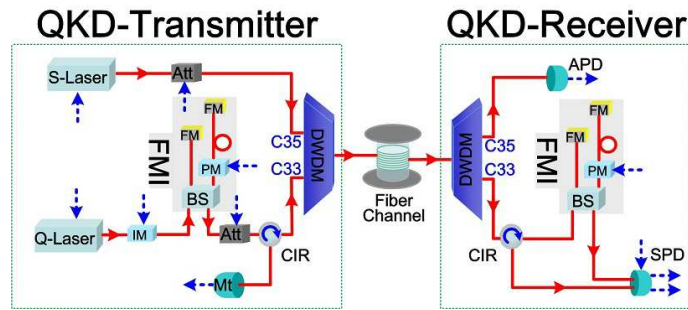 QKD-Transmitter
QKD-Receiver
S-Laser
Att
FMI
FM
FM
PM
BS
Q-Laser
IM
Att
CIR
Mt
C35
C33
DWDM
Fiber
Channel
DWDM
C35
C33
APD
FMI
FM
FM
PM
BS
CIR
SPD